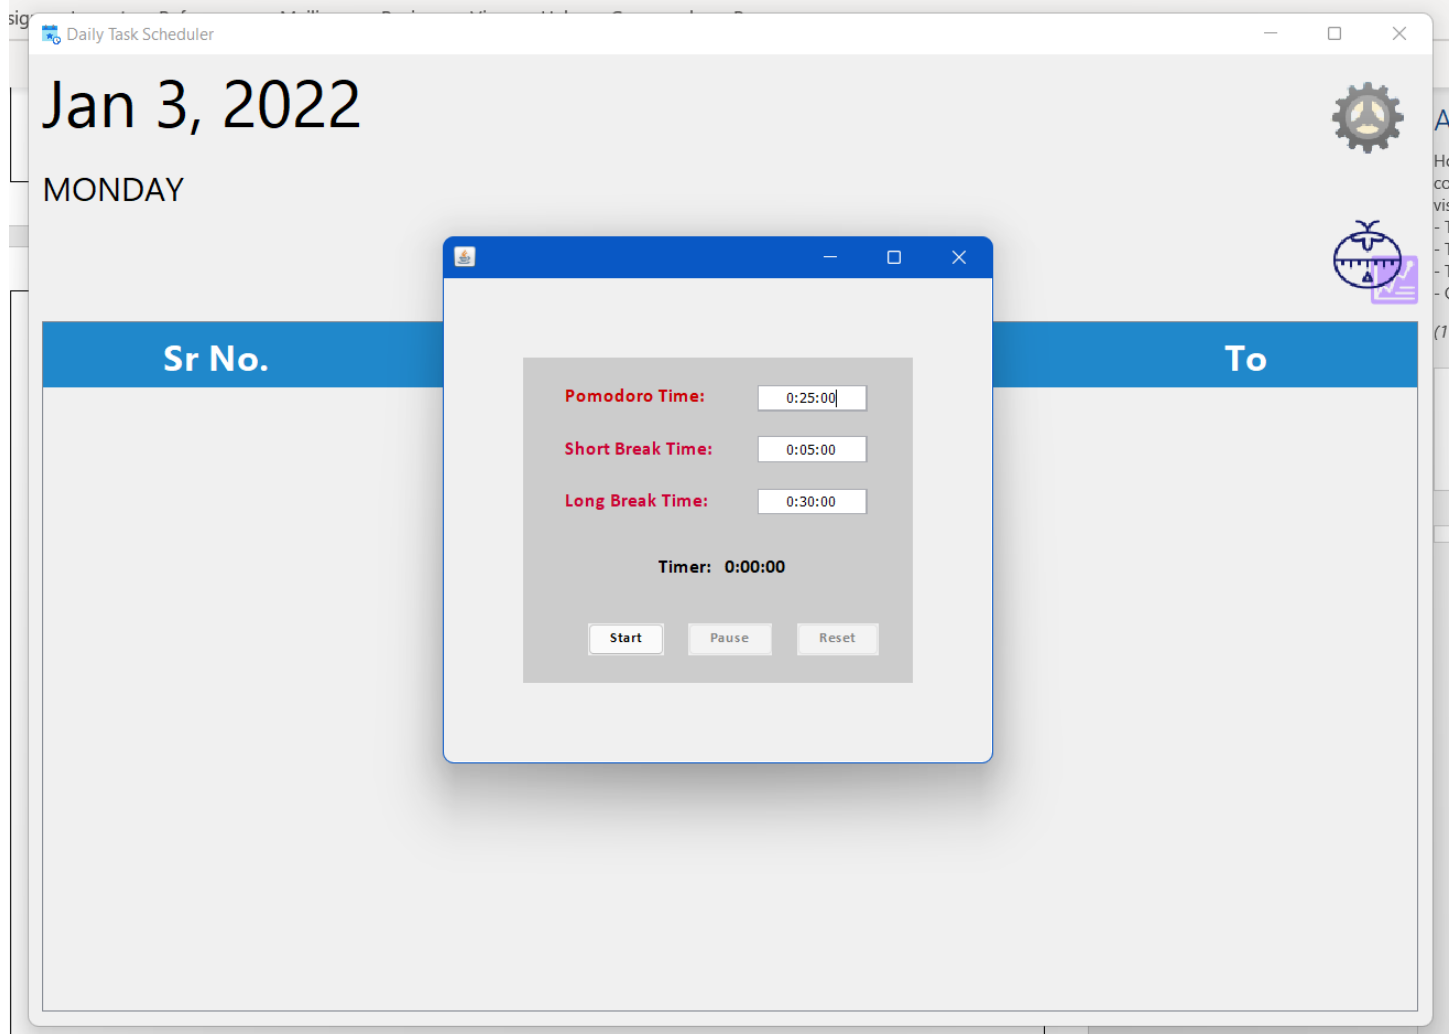 Daily Task Scheduler
Jan 3, 2022
MONDAY
Sr No.
To
Pomodoro Time: 0:25:00
Short Break Time: 0:05:00
Long Break Time: 0:30:00
Timer: 0:00:00
Start Pause Reset